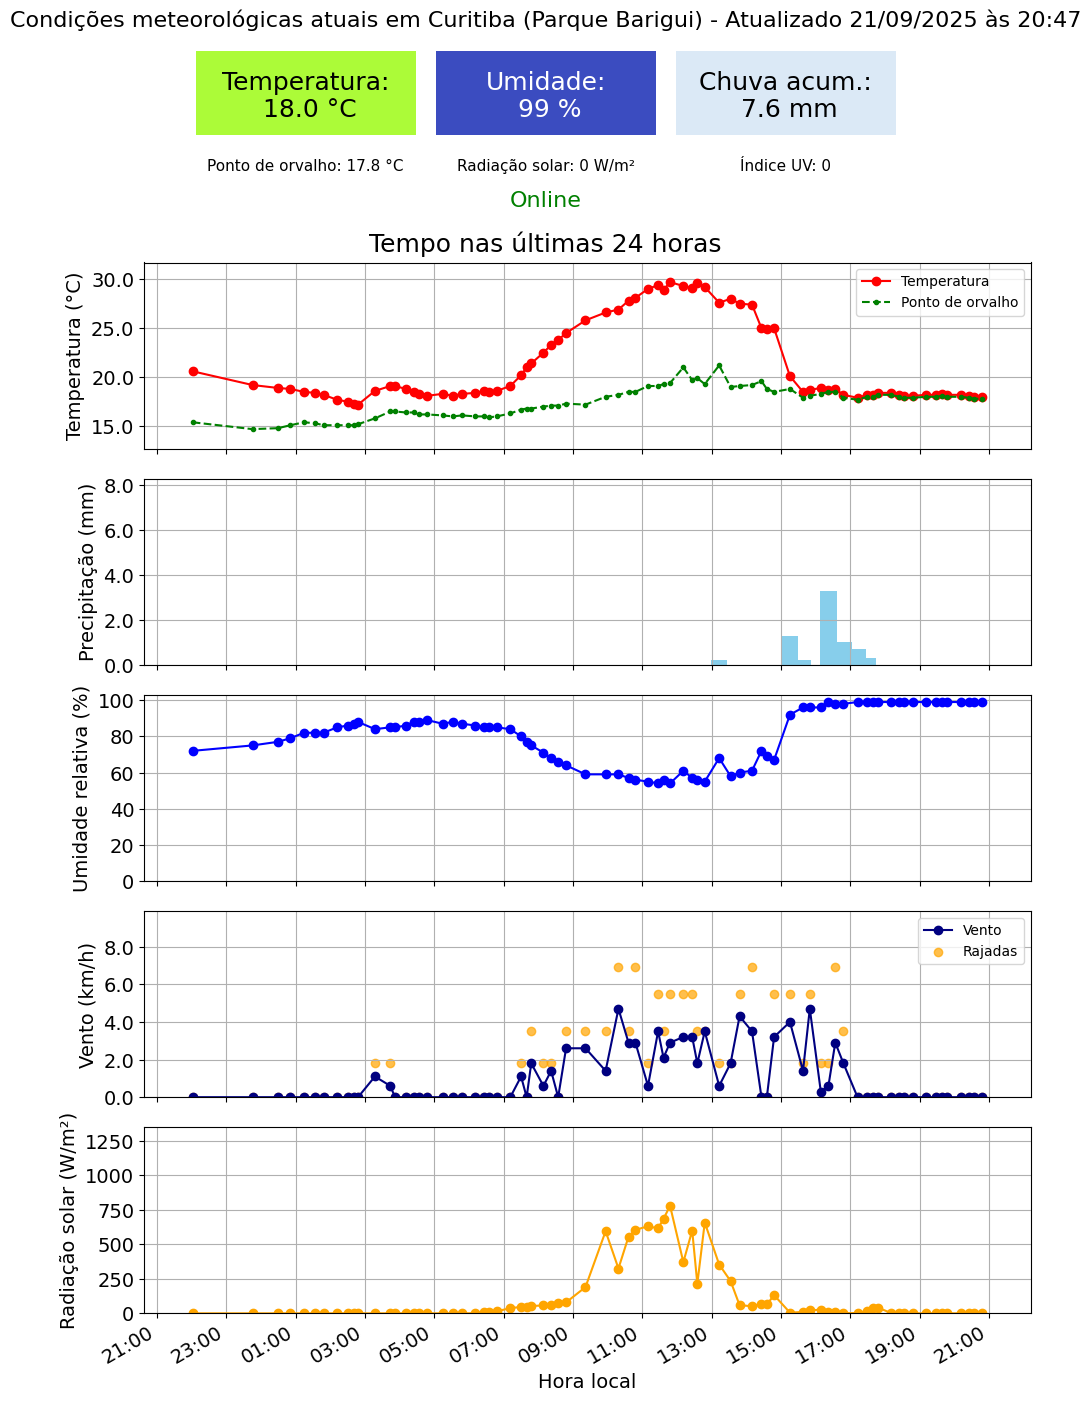 Condições meteorológicas atuais em Curitiba (Parque Barigui) - Atualizado 21/09/2025 às 20:47
Temperatura:
18.0 °C
Umidade:
99 %
Chuva acum.:
7.6 mm
Ponto de orvalho: 17.8 °C
Radiação solar: 0 W/m²
Índice UV: 0
Online
Tempo nas últimas 24 horas
Temperatura (°C)
30.0
25.0
20.0
15.0
Temperatura
Ponto de orvalho
Precipitação (mm)
8.0
6.0
4.0
2.0
0.0
Umidade relativa (%)
100
80
60
40
20
0
Vento (km/h)
8.0
6.0
4.0
2.0
0.0
Vento
Rajadas
Radiação solar (W/m²)
1250
1000
750
500
250
0
21:00
23:00
01:00
03:00
05:00
07:00
09:00
11:00
13:00
15:00
17:00
19:00
21:00
Hora local